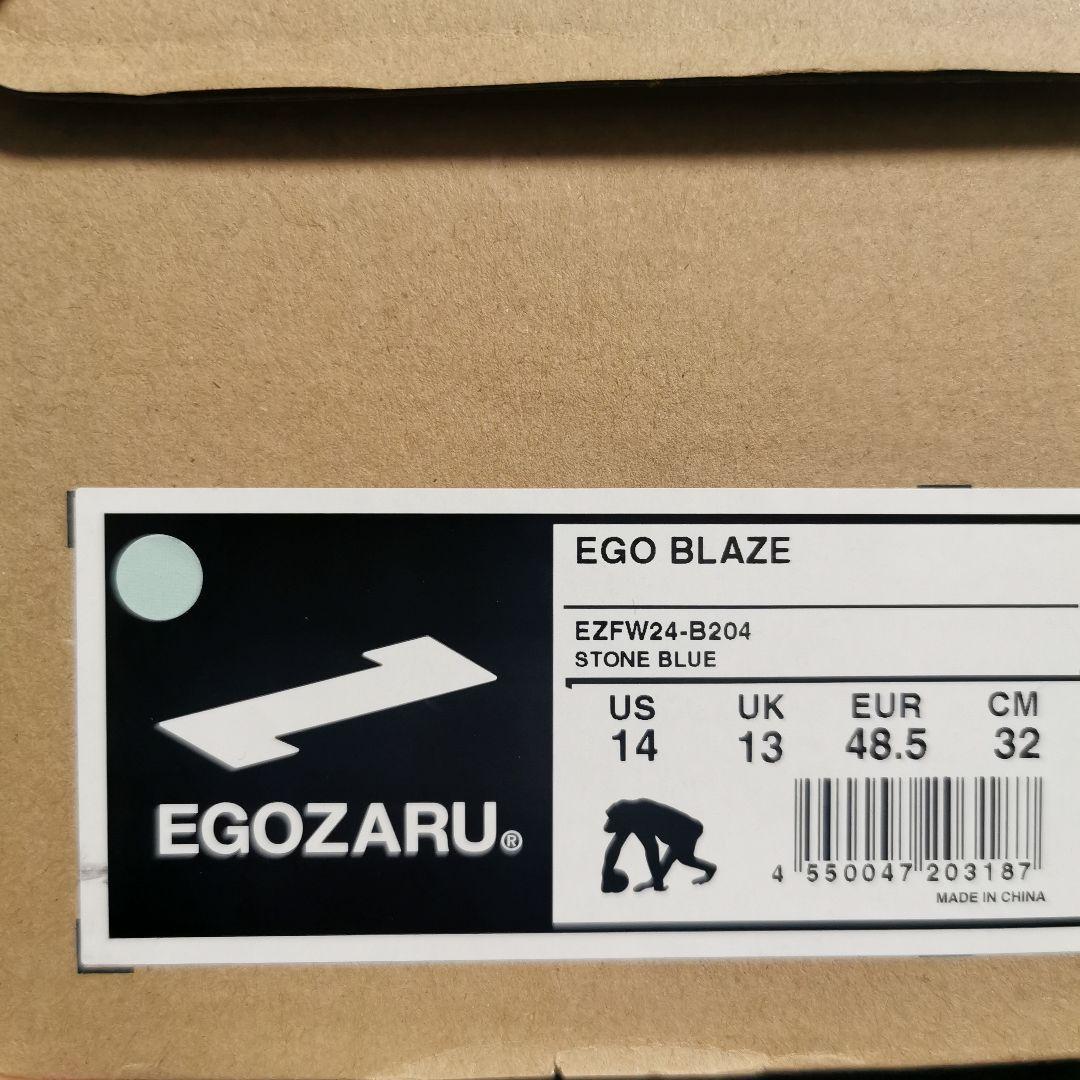 EGOZARU®
EGO BLAZE
EZFW24-B204
STONE BLUE
US UK EUR CM
14 13 48.5 32
4 550047 203187
MADE IN CHINA